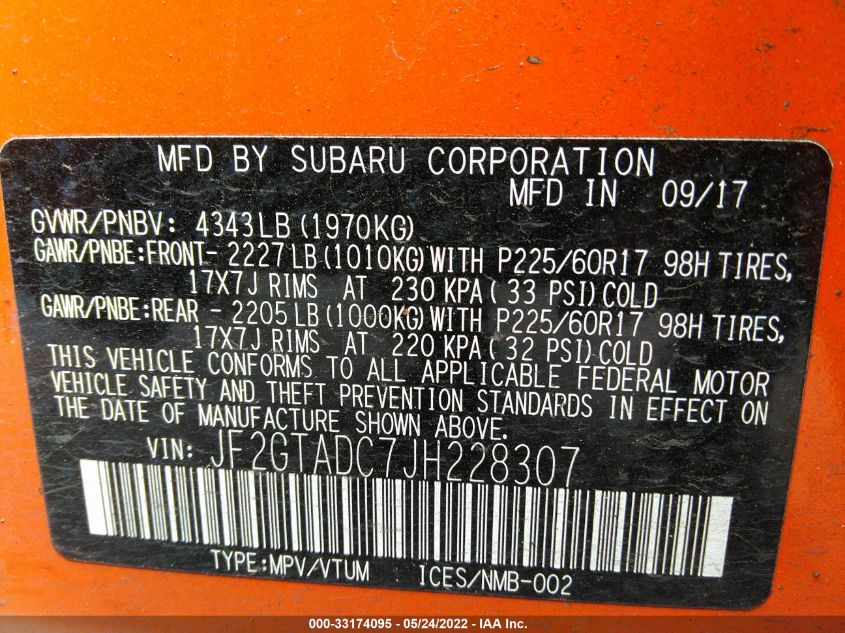 MFD BY SUBARU CORPORATION
MFD IN 09/17
GVWR/PNBV: 4343LB (1970KG)
GAWR/PNBE:FRONT- 2227LB(1010KG)WITH P225/60R17 98H TIRES,
17X7J RIMS AT 230 KPA( 33 PSI)COLD
GAWR/PNBE:REAR - 2205LB(1000KG)WITH P225/60R17 98H TIRES,
17X7J RIMS AT 220 KPA( 32 PSI)COLD
THIS VEHICLE CONFORMS TO ALL APPLICABLE FEDERAL MOTOR
VEHICLE SAFETY AND THEFT PREVENTION STANDARDS IN EFFECT ON
THE DATE OF MANUFACTURE SHOWN ABOVE.
VIN: JF2GTADC7JH228307
TYPE:MPV/VTUM ICES/NMB-002
000-33174095 - 05/24/2022 - IAA Inc.